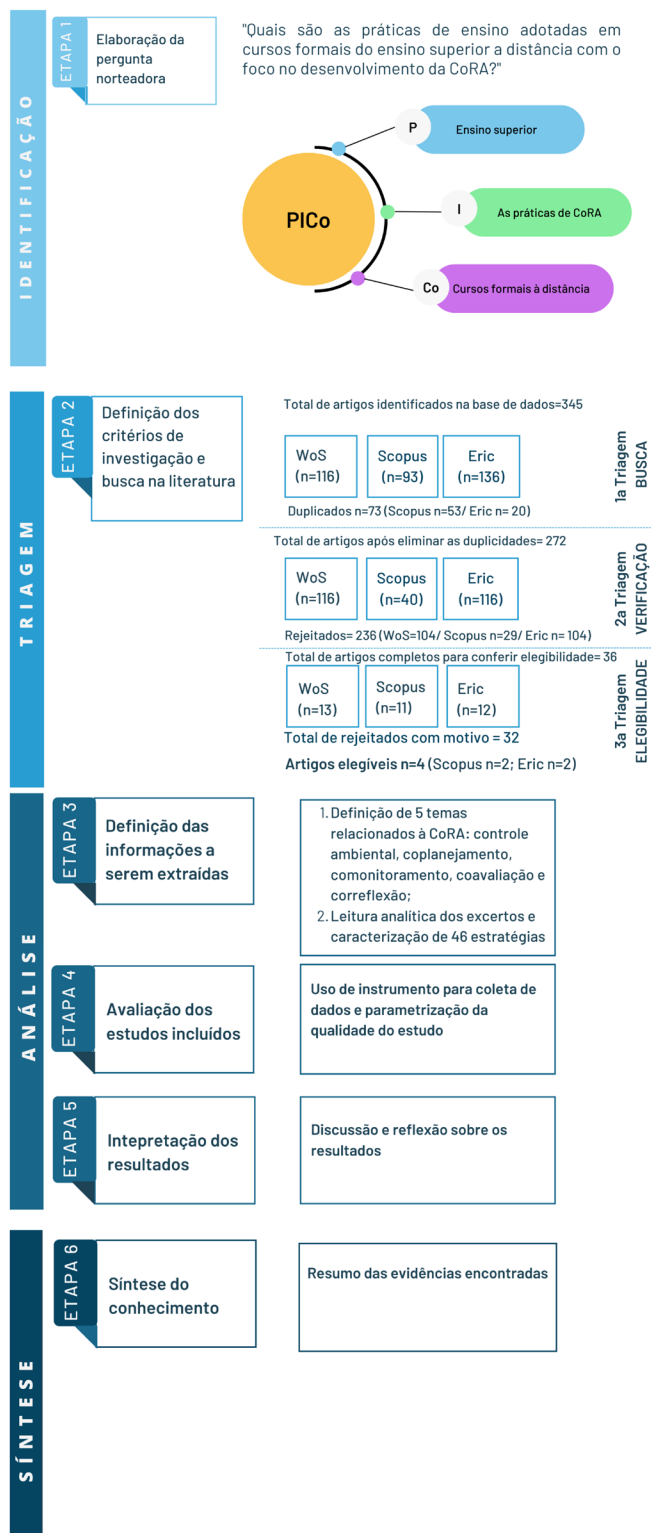 IDENTIFICAÇÃO
ETAPA 1
Elaboração da
pergunta
norteadora
"Quais são as práticas de ensino adotadas em
cursos formais do ensino superior a distância com o
foco no desenvolvimento da CoRA?"
PICo
P
Ensino superior
I
As práticas de CoRA
Co
Cursos formais à distância
TRIAGEM
ETAPA 2
Definição dos
critérios de
investigação e
busca na literatura
Total de artigos identificados na base de dados=345
WoS
(n=116)
Scopus
(n=93)
Eric
(n=136)
Duplicados n=73 (Scopus n=53/ Eric n= 20)
1a Triagem
BUSCA
Total de artigos após eliminar as duplicidades= 272
WoS
(n=116)
Scopus
(n=40)
Eric
(n=116)
Rejeitados= 236 (WoS=104/ Scopus n=29/ Eric n= 104)
2a Triagem
VERIFICAÇÃO
Total de artigos completos para conferir elegibilidade= 36
WoS
(n=13)
Scopus
(n=11)
Eric
(n=12)
Total de rejeitados com motivo = 32
Artigos elegíveis n=4 (Scopus n=2; Eric n=2)
3a Triagem
ELEGIBILIDADE
ANÁLISE
ETAPA 3
Definição das
informações a
serem extraídas
1. Definição de 5 temas
relacionados à CoRA: controle
ambiental, coplanejamento,
comonitoramento, coavaliação e
correflexão;
2. Leitura analítica dos excertos e
caracterização de 46 estratégias
ETAPA 4
Avaliação dos
estudos incluídos
Uso de instrumento para coleta de
dados e parametrização da
qualidade do estudo
ETAPA 5
Intepretação dos
resultados
Discussão e reflexão sobre os
resultados
SÍNTESE
ETAPA 6
Síntese do
conhecimento
Resumo das evidências encontradas